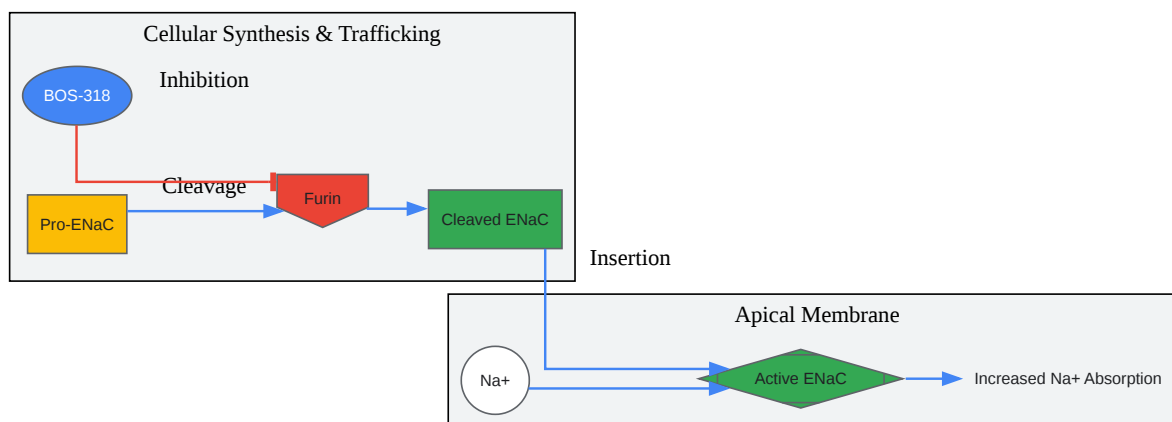 Cellular Synthesis & Trafficking
Inhibition
BOS-318
Cleavage
Furin
Pro-ENaC
Cleaved ENaC
Insertion
Apical Membrane
Na+
Active ENaC
Increased Na+ Absorption